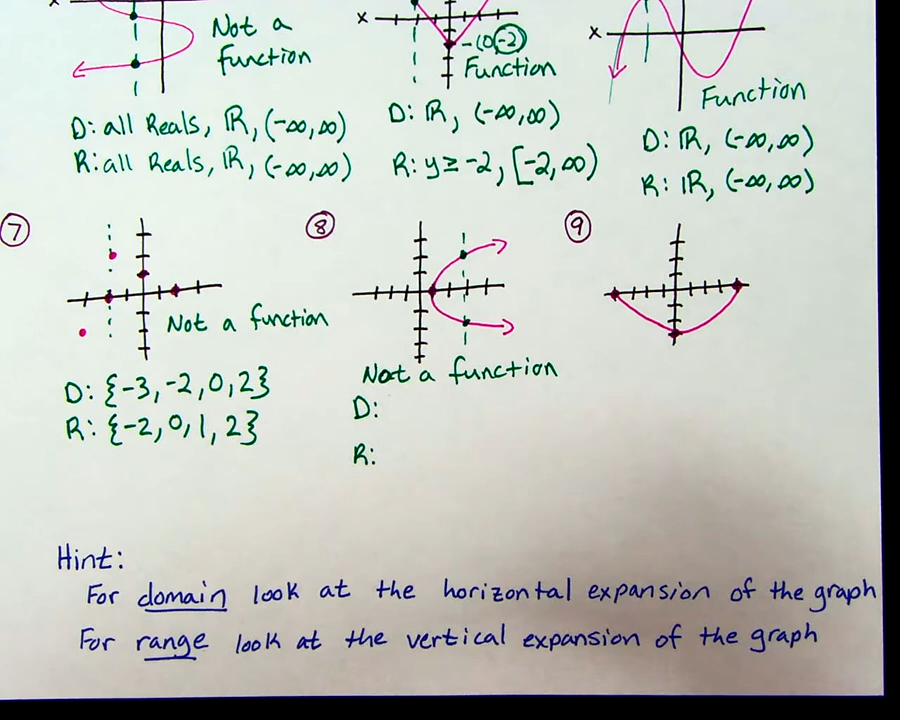 x
Not a
function
D: all Reals, ℝ, (-∞,∞)
R: all Reals, ℝ, (-∞,∞)
x
(0,-2)
Function
D: ℝ, (-∞,∞)
R: y≥-2, [-2,∞)
x
Function
D: ℝ, (-∞,∞)
R: ℝ, (-∞,∞)
7
Not a function
D: {-3,-2,0,2}
R: {-2,0,1,2}
8
Not a function
D:
R:
9
Hint:
For domain look at the horizontal expansion of the graph
For range look at the vertical expansion of the graph